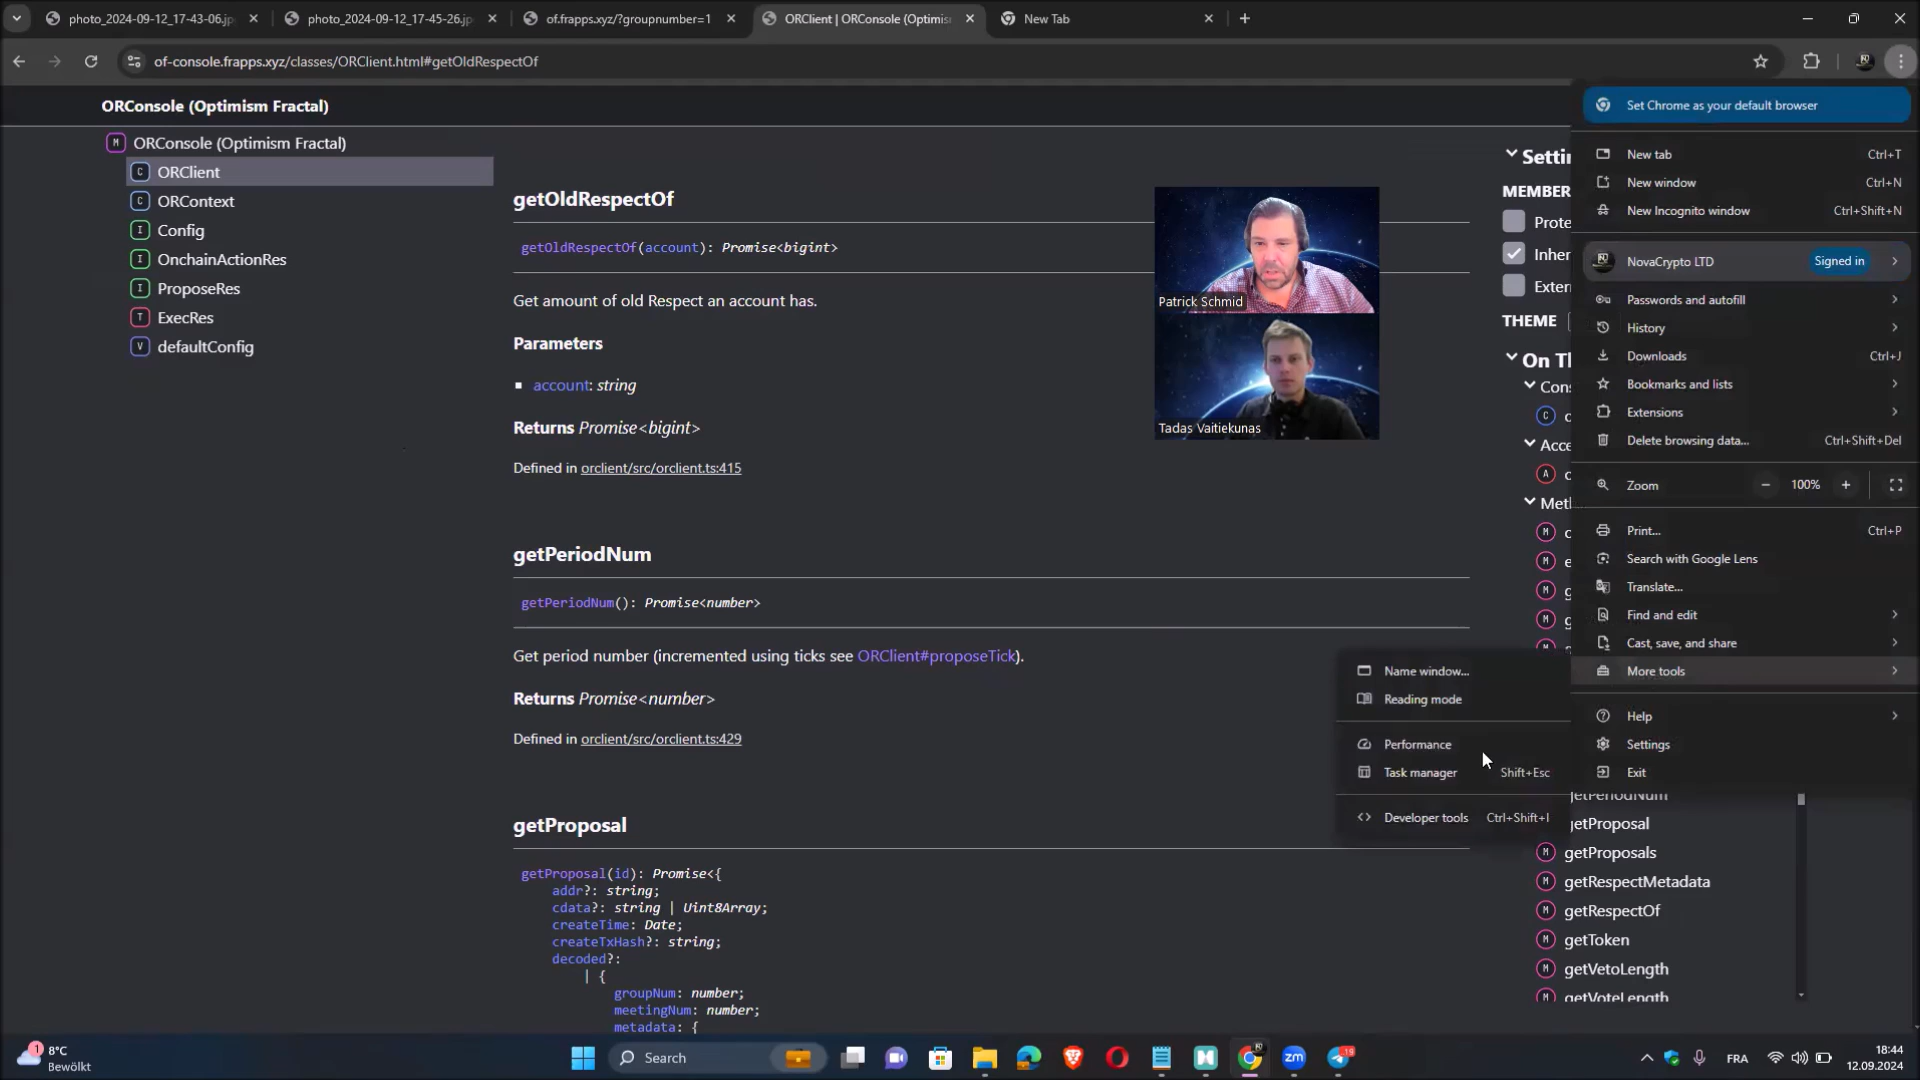 photo_2024-09-12_17-43-06.jp
photo_2024-09-12_17-45-26.jp
of.frapps.xyz/?groupnumber=1
ORClient | ORConsole (Optimis
New Tab
of-console.frapps.xyz/classes/ORClient.html#getOldRespectOf
ORConsole (Optimism Fractal)
M ORConsole (Optimism Fractal)
C ORClient
C ORContext
I Config
I OnchainActionRes
I ProposeRes
T ExecRes
V defaultConfig
getOldRespectOf
getOldRespectOf(account): Promise<bigint>
Get amount of old Respect an account has.
Parameters
account: string
Returns Promise<bigint>
Defined in orclient/src/orclient.ts:415
getPeriodNum
getPeriodNum(): Promise<number>
Get period number (incremented using ticks see ORClient#proposeTick).
Returns Promise<number>
Defined in orclient/src/orclient.ts:429
getProposal
getProposal(id): Promise<{
addr?: string;
cdata?: string | Uint8Array;
createTime: Date;
createTxHash?: string;
decoded?:
| {
groupNum: number;
meetingNum: number;
metadata: {
Patrick Schmid
Tadas Vaitiekunas
Settin
MEMBER
Prote
Inher
Exter
THEME
On Th
Cons
C
Acce
A
Meth
M
M e
M g
M g
getPeriodNum
getProposal
M getProposals
M getRespectMetadata
M getRespectOf
M getToken
M getVetoLength
M getVoteLength
Set Chrome as your default browser
New tab Ctrl+T
New window Ctrl+N
New Incognito window Ctrl+Shift+N
NovaCrypto LTD Signed in
Passwords and autofill
History
Downloads Ctrl+J
Bookmarks and lists
Extensions
Delete browsing data... Ctrl+Shift+Del
Zoom − 100% +
Print... Ctrl+P
Search with Google Lens
Translate...
Find and edit
Cast, save, and share
More tools
Help
Settings
Exit
Name window...
Reading mode
Performance
Task manager Shift+Esc
Developer tools Ctrl+Shift+I
1
8°C
Bewölkt
Search
zm
19
FRA
18:44
12.09.2024